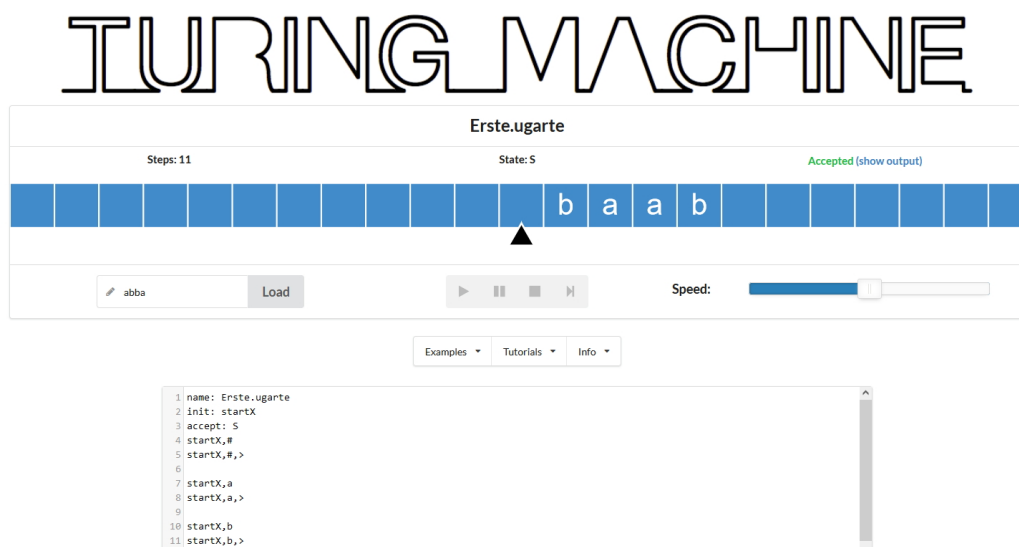 TURING MACHINE
Erste.ugarte
Steps: 11 State: S Accepted (show output)
b a a b
abba Load Speed:
Examples Tutorials Info
1 name: Erste.ugarte
2 init: startX
3 accept: S
4 startX,#
5 startX,#,>
6
7 startX,a
8 startX,a,>
9
10 startX,b
11 startX,b,>